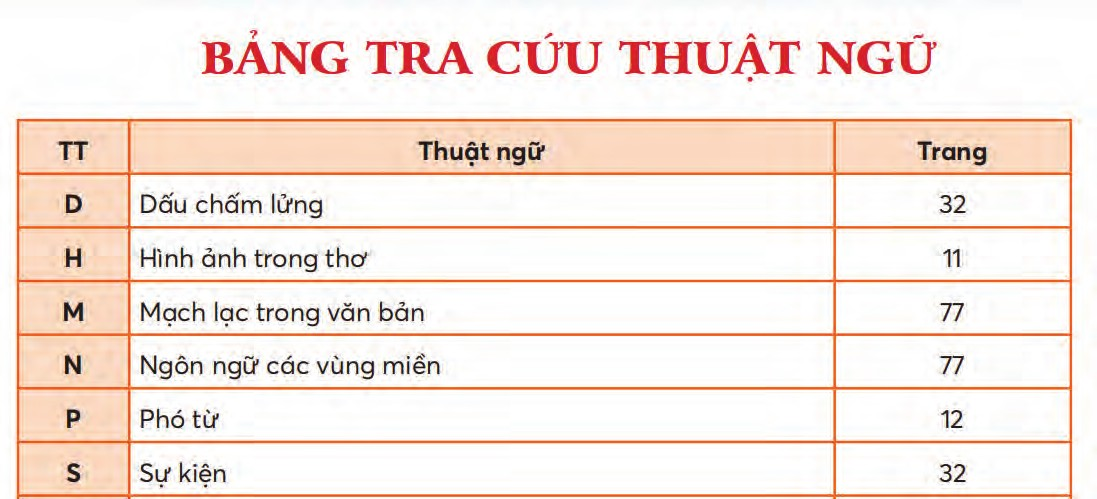 BẢNG TRA CỨU THUẬT NGỮ
TT Thuật ngữ Trang
D Dấu chấm lửng 32
H Hình ảnh trong thơ 11
M Mạch lạc trong văn bản 77
N Ngôn ngữ các vùng miền 77
P Phó từ 12
S Sự kiện 32